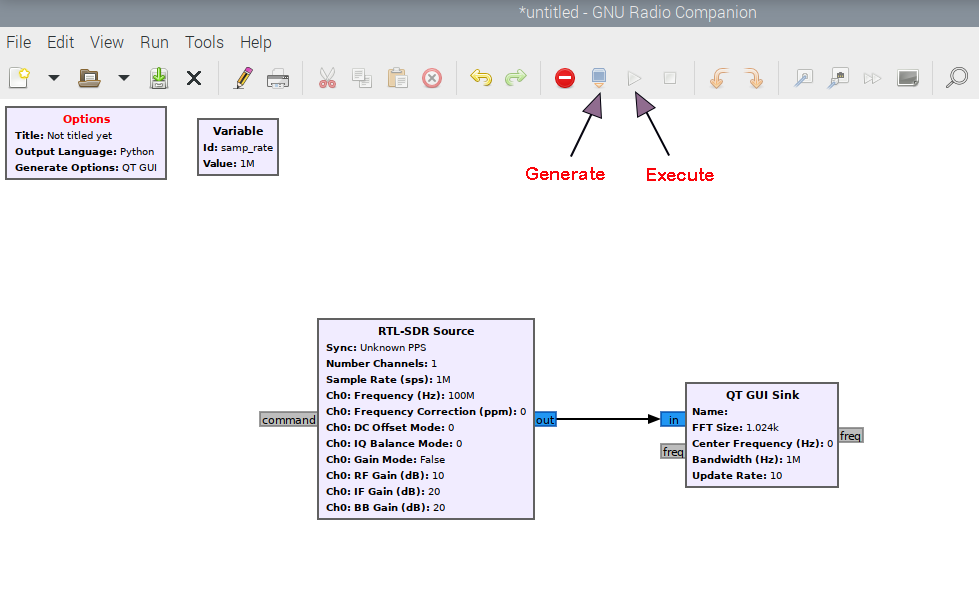 *untitled - GNU Radio Companion
File Edit View Run Tools Help
Options
Title: Not titled yet
Output Language: Python
Generate Options: QT GUI
Variable
Id: samp_rate
Value: 1M
Generate
Execute
RTL-SDR Source
Sync: Unknown PPS
Number Channels: 1
Sample Rate (sps): 1M
Ch0: Frequency (Hz): 100M
Ch0: Frequency Correction (ppm): 0
Ch0: DC Offset Mode: 0
Ch0: IQ Balance Mode: 0
Ch0: Gain Mode: False
Ch0: RF Gain (dB): 10
Ch0: IF Gain (dB): 20
Ch0: BB Gain (dB): 20
command
out
QT GUI Sink
Name:
FFT Size: 1.024k
Center Frequency (Hz): 0
Bandwidth (Hz): 1M
Update Rate: 10
in
freq
freq